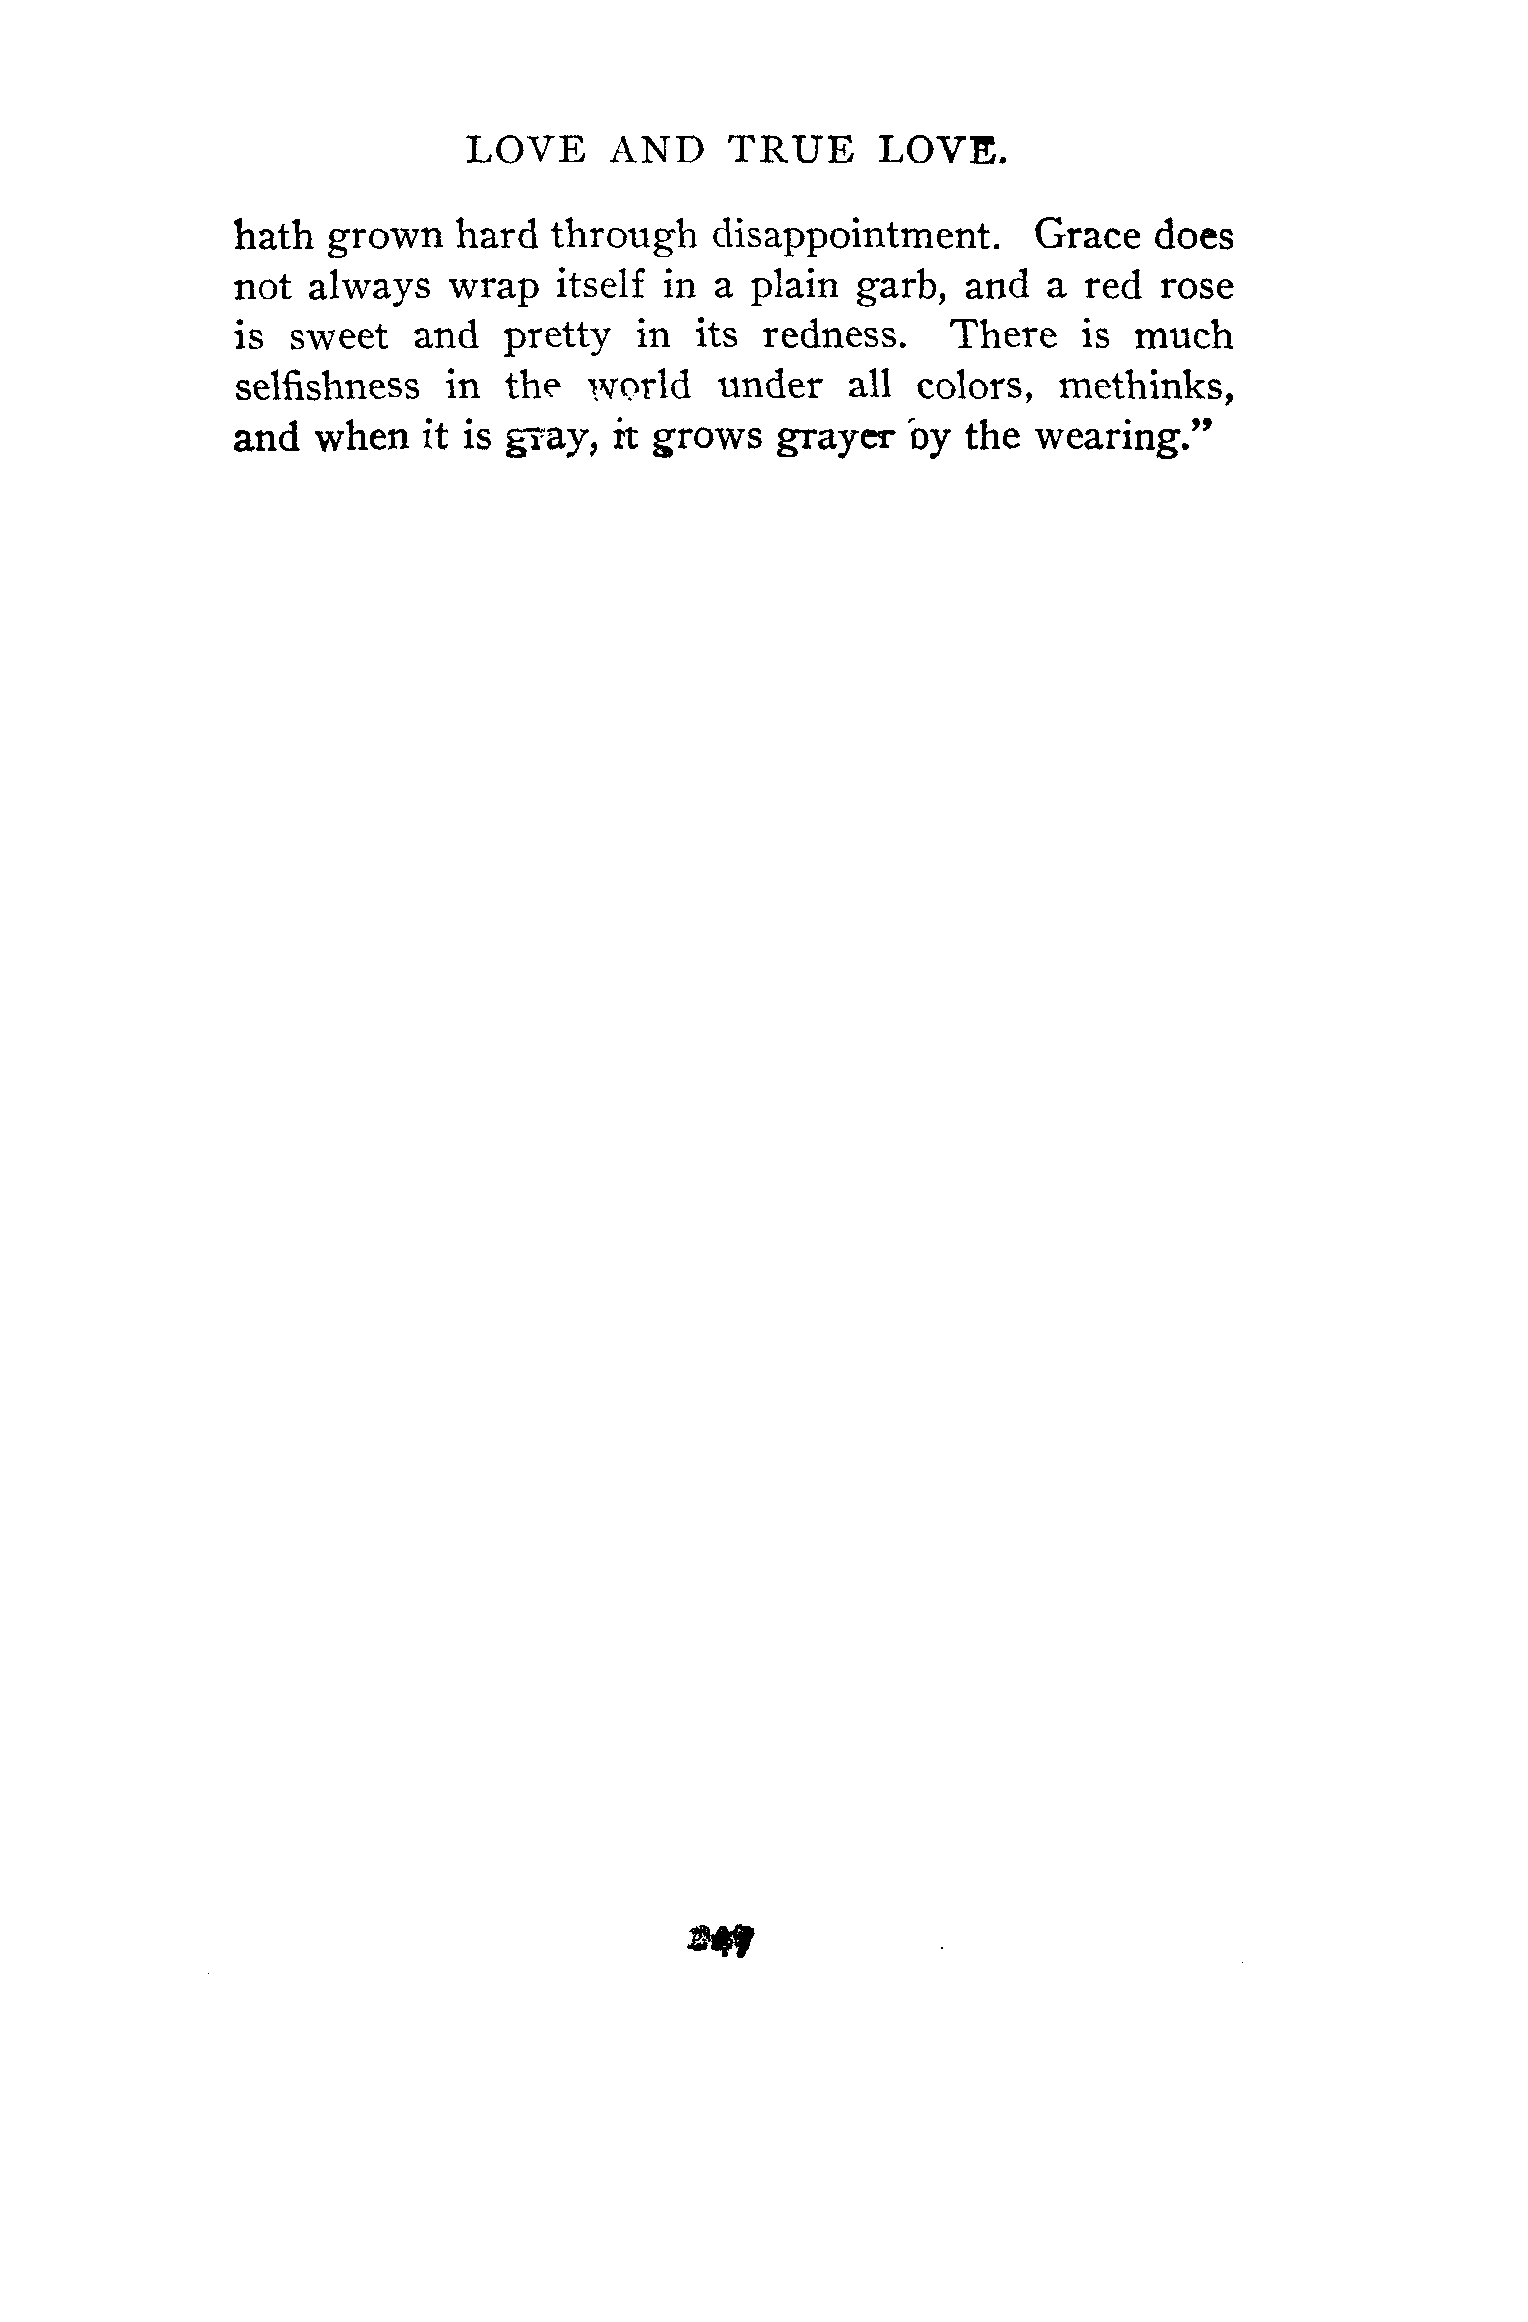 LOVE AND TRUE LOVE.
hath grown hard through disappointment. Grace does
not always wrap itself in a plain garb, and a red rose
is sweet and pretty in its redness. There is much
selfishness in the world under all colors, methinks,
and when it is gray, it grows grayer by the wearing.”
247